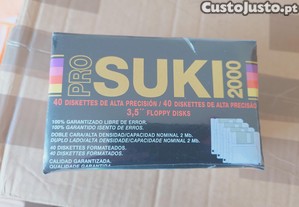 CustoJusto.pt
PRO SUKI 2000
40 DISKETTES DE ALTA PRECISIÓN / 40 DISKETTES DE ALTA PRECISÃO
3,5" FLOPPY DISKS
100% GARANTIZADO LIBRE DE ERROR.
100% GARANTIDO ISENTO DE ERROS.
DOBLE CARA/ALTA DENSIDAD/CAPACIDAD NOMINAL 2 Mb.
DUPLO LADO/ALTA DENSIDADE/CAPACIDADE NOMINAL 2 Mb.
40 DISKETTES FORMATEADOS.
40 DISKETTES FORMATADOS.
CALIDAD GARANTIZADA.
QUALIDADE GARANTIDA.